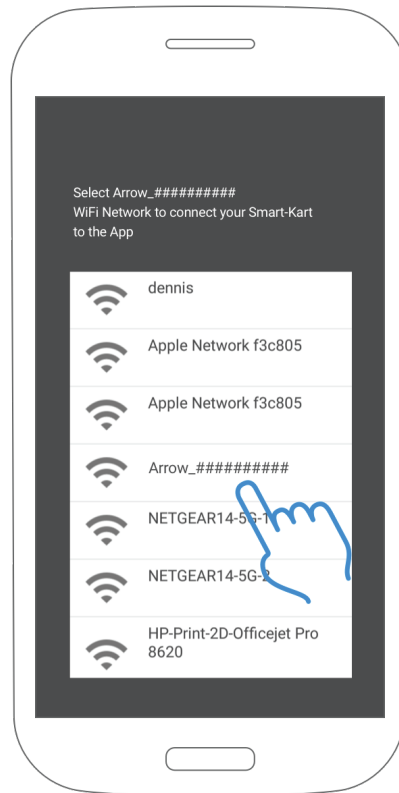 Select Arrow_##########
WiFi Network to connect your Smart-Kart
to the App
dennis
Apple Network f3c805
Apple Network f3c805
Arrow_##########
NETGEAR14-5G-1
NETGEAR14-5G-2
HP-Print-2D-Officejet Pro
8620